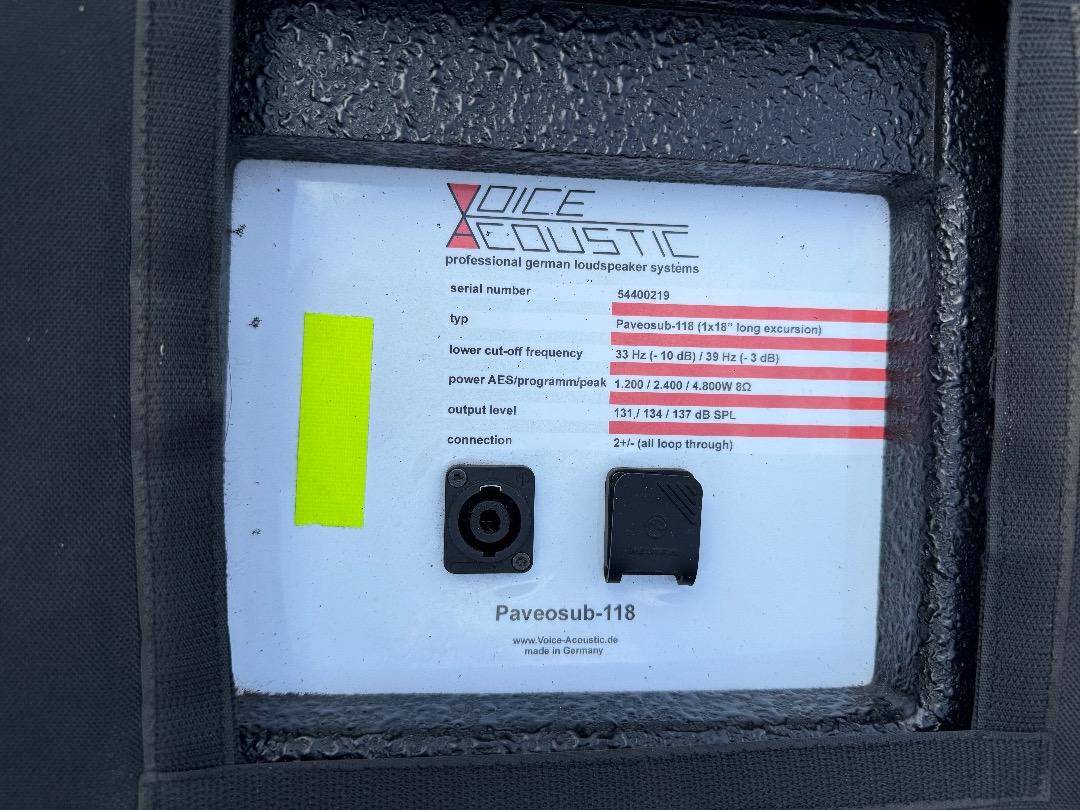 VOICE
ACOUSTIC
professional german loudspeaker systems
serial number 54400219
typ Paveosub-118 (1x18" long excursion)
lower cut-off frequency 33 Hz (- 10 dB) / 39 Hz (- 3 dB)
power AES/programm/peak 1.200 / 2.400 / 4.800W 8Ω
output level 131 / 134 / 137 dB SPL
connection 2+/- (all loop through)
Paveosub-118
www.Voice-Acoustic.de
made in Germany